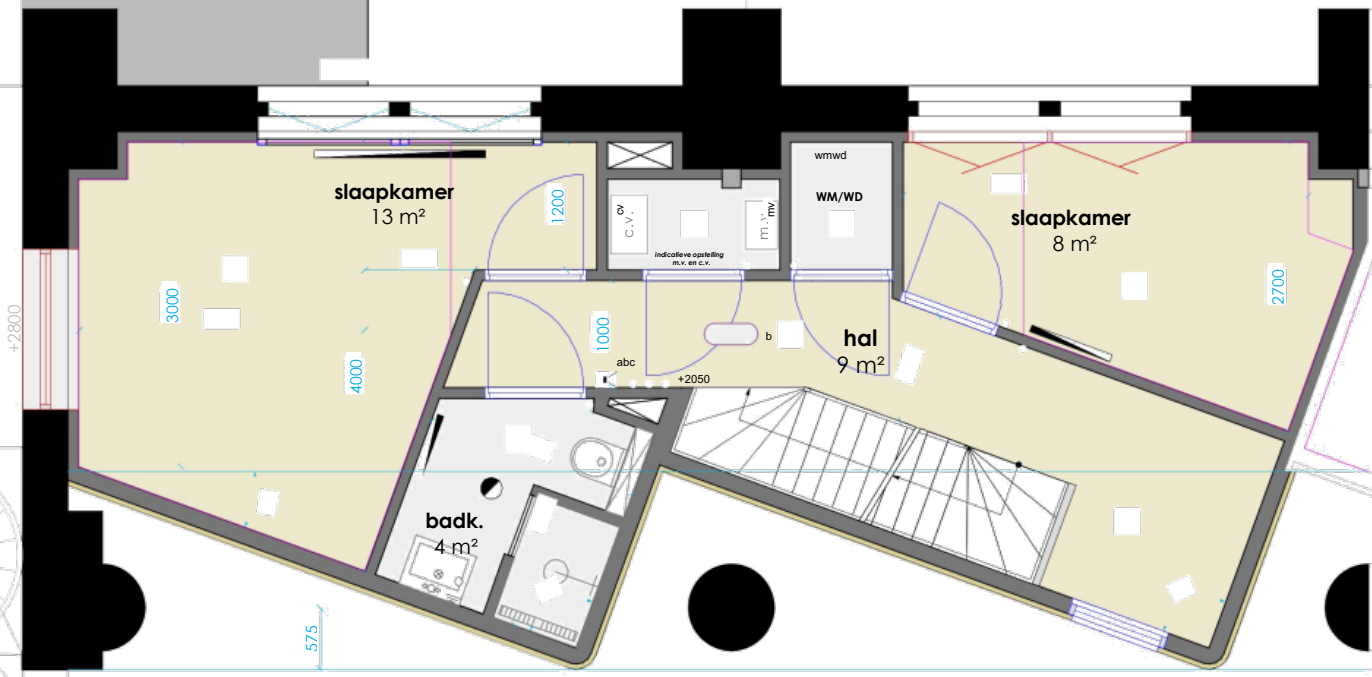 slaapkamer
13 m²
1200
cv
c.v.
m.v.
mv
indicatieve opstelling
m.v. en c.v.
wmwd
WM/WD
slaapkamer
8 m²
2700
+2800
3000
4000
1000
abc
+2050
b
hal
9 m²
badk.
4 m²
575